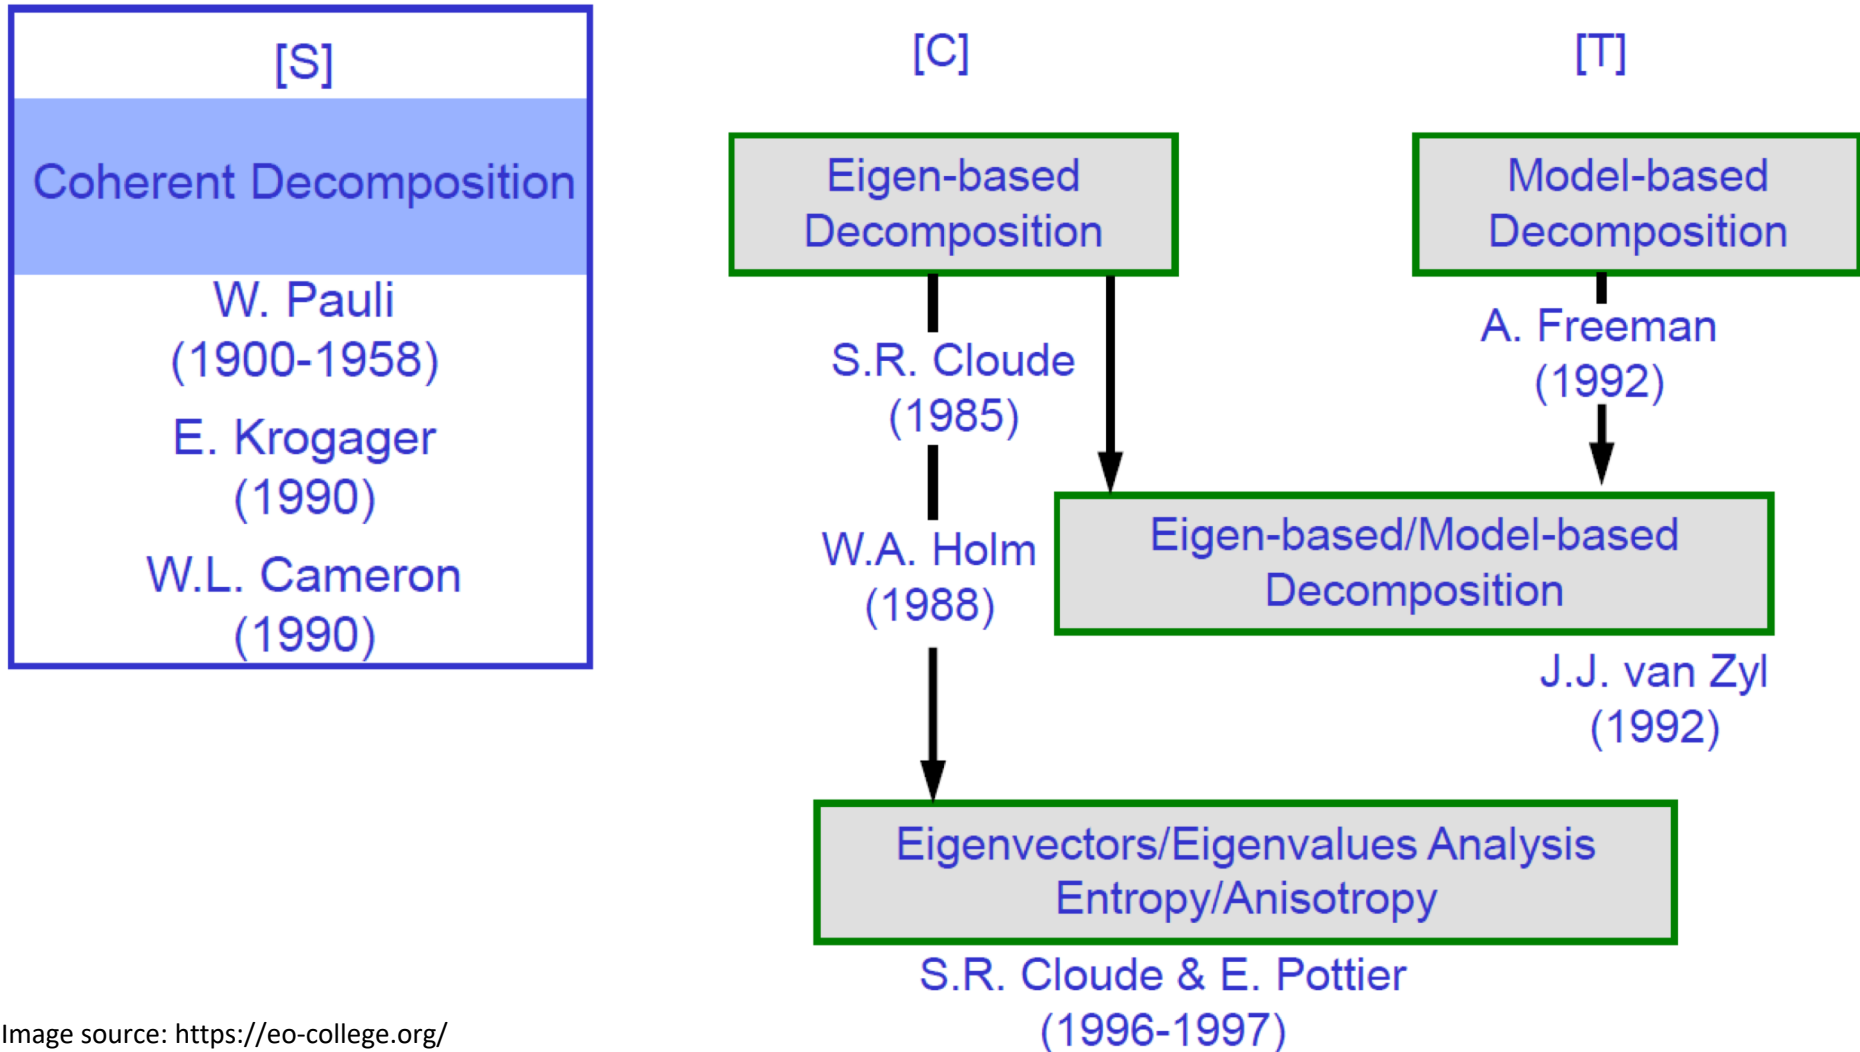 [S]
Coherent Decomposition
W. Pauli
(1900-1958)
E. Krogager
(1990)
W.L. Cameron
(1990)
[C]
[T]
Eigen-based
Decomposition
Model-based
Decomposition
S.R. Cloude
(1985)
A. Freeman
(1992)
W.A. Holm
(1988)
Eigen-based/Model-based
Decomposition
J.J. van Zyl
(1992)
Eigenvectors/Eigenvalues Analysis
Entropy/Anisotropy
S.R. Cloude & E. Pottier
(1996-1997)
Image source: https://eo-college.org/